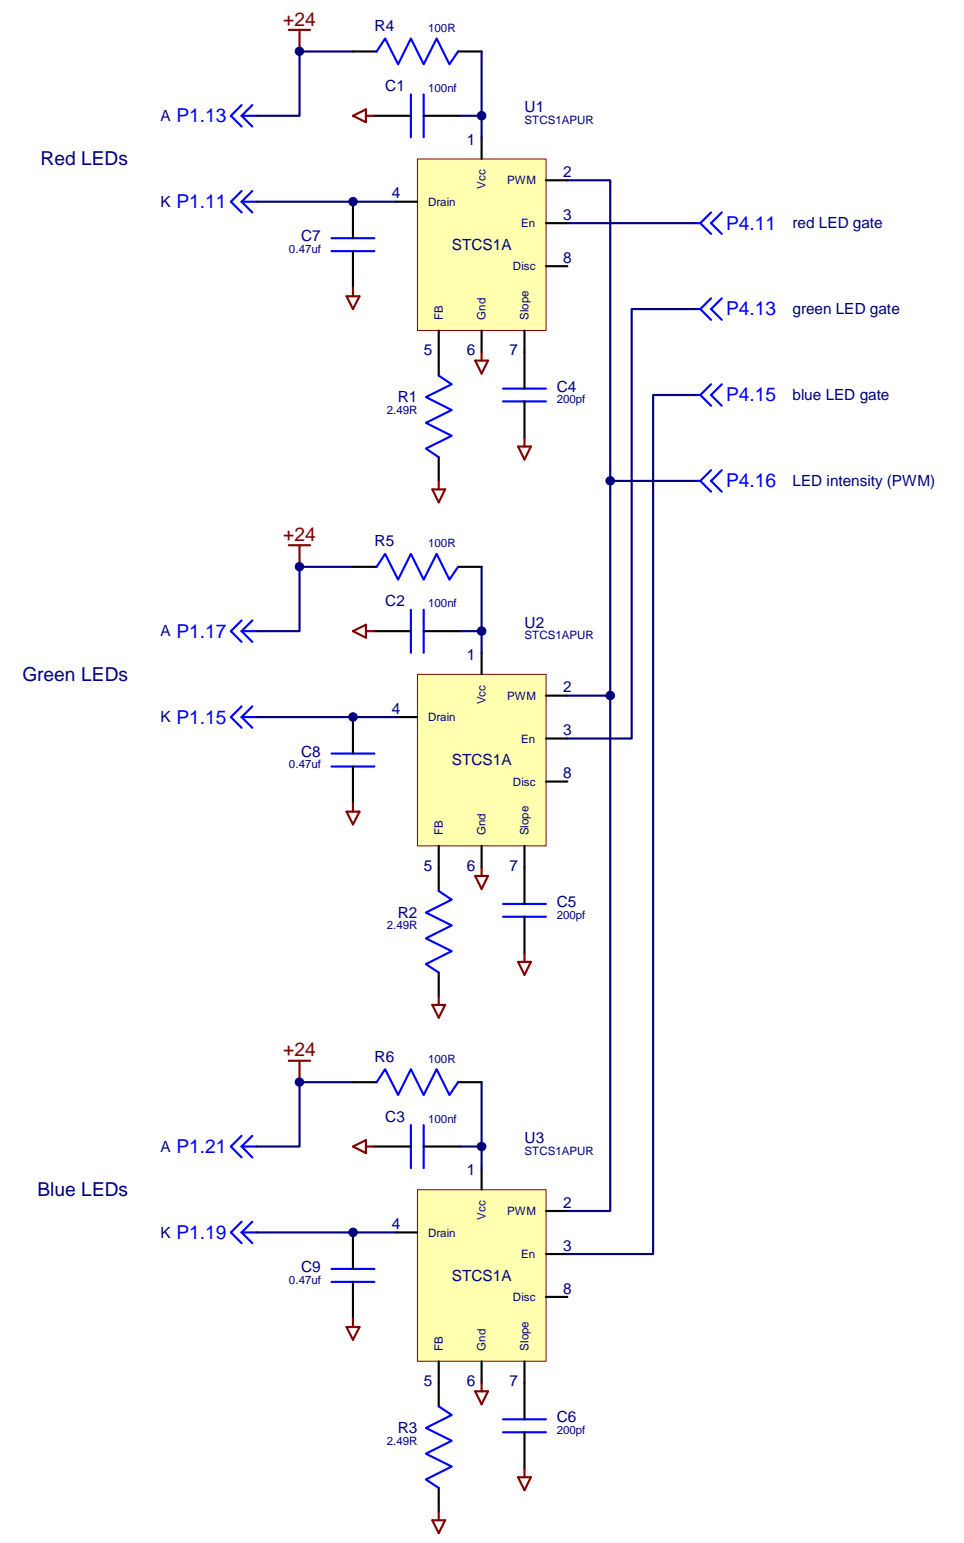 +24
R4 100R
C1 100nf
A P1.13
U1
STCS1APUR
Red LEDs
1
Vcc
PWM 2
K P1.11
4 Drain
En 3
P4.11 red LED gate
C7
0.47uf
STCS1A
Disc 8
FB Gnd Slope
5 6 7
P4.13 green LED gate
R1
2.49R
C4
200pf
P4.15 blue LED gate
P4.16 LED intensity (PWM)
+24
R5 100R
C2 100nf
A P1.17
U2
STCS1APUR
Green LEDs
1
Vcc
PWM 2
K P1.15
4 Drain
En 3
C8
0.47uf
STCS1A
Disc 8
FB Gnd Slope
5 6 7
R2
2.49R
C5
200pf
+24
R6 100R
C3 100nf
A P1.21
U3
STCS1APUR
Blue LEDs
1
Vcc
PWM 2
K P1.19
4 Drain
En 3
C9
0.47uf
STCS1A
Disc 8
FB Gnd Slope
5 6 7
R3
2.49R
C6
200pf